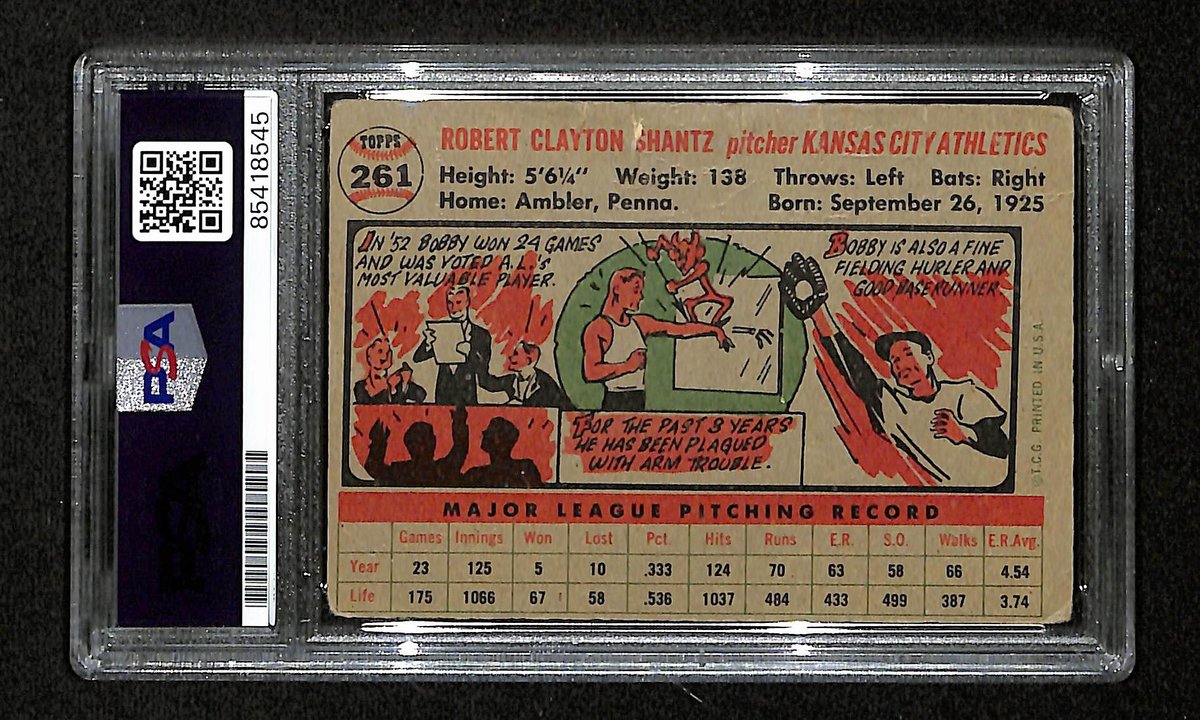 85418545
PSA
TOPPS
261
ROBERT CLAYTON SHANTZ pitcher KANSAS CITY ATHLETICS
Height: 5'6¼" Weight: 138 Throws: Left Bats: Right
Home: Ambler, Penna. Born: September 26, 1925
IN '52 BOBBY WON 24 GAMES
AND WAS VOTED A.L.'S
MOST VALUABLE PLAYER.
FOR THE PAST 3 YEARS
HE HAS BEEN PLAGUED
WITH ARM TROUBLE.
BOBBY IS ALSO A FINE
FIELDING HURLER AND
GOOD BASE RUNNER.
©T.C.G. PRINTED IN U.S.A.
MAJOR LEAGUE PITCHING RECORD
Games Innings Won Lost Pct. Hits Runs E.R. S.O. Walks E.R.Avg.
Year 23 125 5 10 .333 124 70 63 58 66 4.54
Life 175 1066 67 58 .536 1037 484 433 499 387 3.74